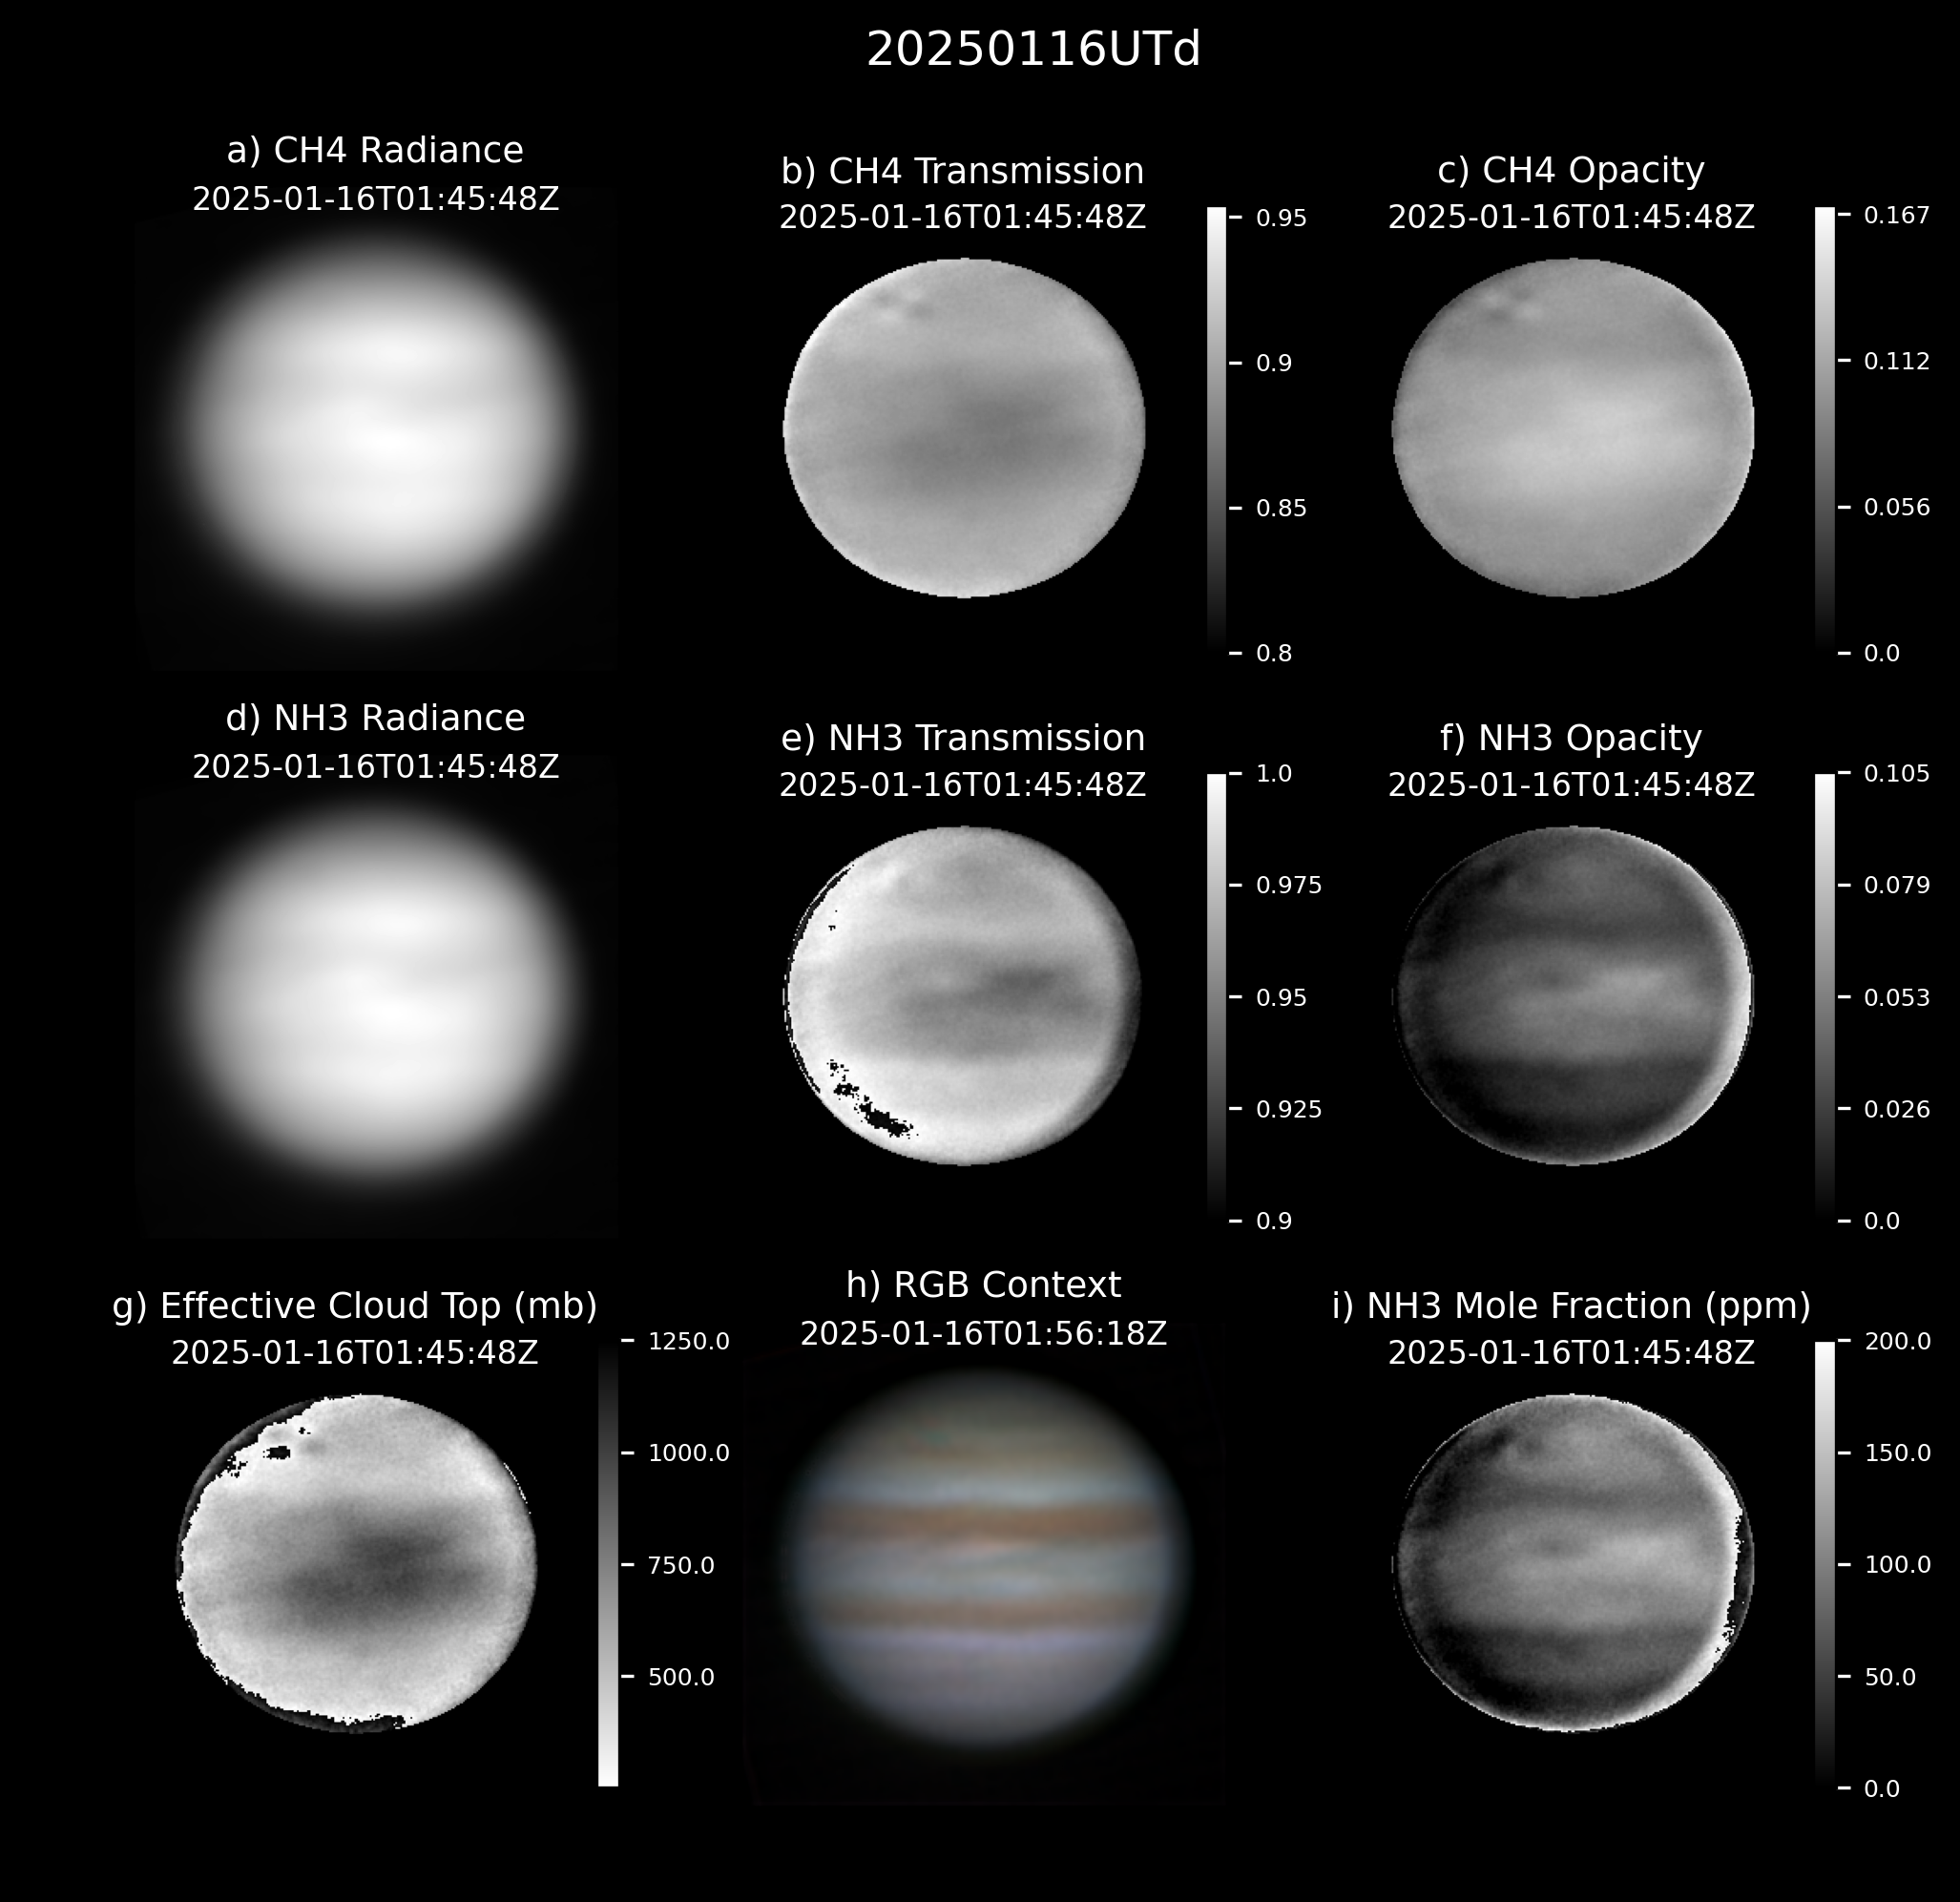 20250116UTd
a) CH4 Radiance
2025-01-16T01:45:48Z
b) CH4 Transmission
2025-01-16T01:45:48Z
0.95
0.9
0.85
0.8
c) CH4 Opacity
2025-01-16T01:45:48Z
0.167
0.112
0.056
0.0
d) NH3 Radiance
2025-01-16T01:45:48Z
e) NH3 Transmission
2025-01-16T01:45:48Z
1.0
0.975
0.95
0.925
0.9
f) NH3 Opacity
2025-01-16T01:45:48Z
0.105
0.079
0.053
0.026
0.0
g) Effective Cloud Top (mb)
2025-01-16T01:45:48Z
1250.0
1000.0
750.0
500.0
h) RGB Context
2025-01-16T01:56:18Z
i) NH3 Mole Fraction (ppm)
2025-01-16T01:45:48Z
200.0
150.0
100.0
50.0
0.0